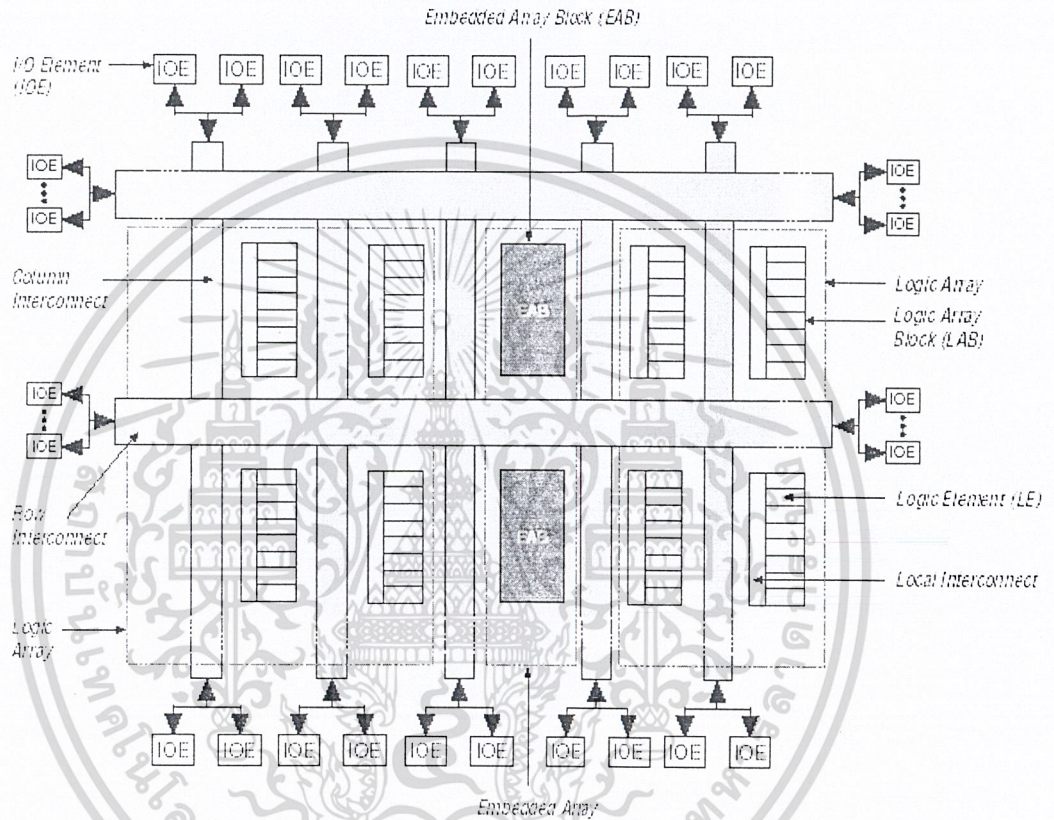 Embedded Array Block (EAB)
I/O Element
(IOE)
IOE IOE IOE IOE IOE IOE IOE IOE IOE IOE
IOE IOE
IOE IOE
Column
Interconnect
EAB
Logic Array
Logic Array
Block (LAB)
IOE IOE
IOE IOE
Row
Interconnect
EAB
Logic Element (LE)
Local Interconnect
Logic
Array
IOE IOE IOE IOE IOE IOE IOE IOE IOE IOE
Embedded Array